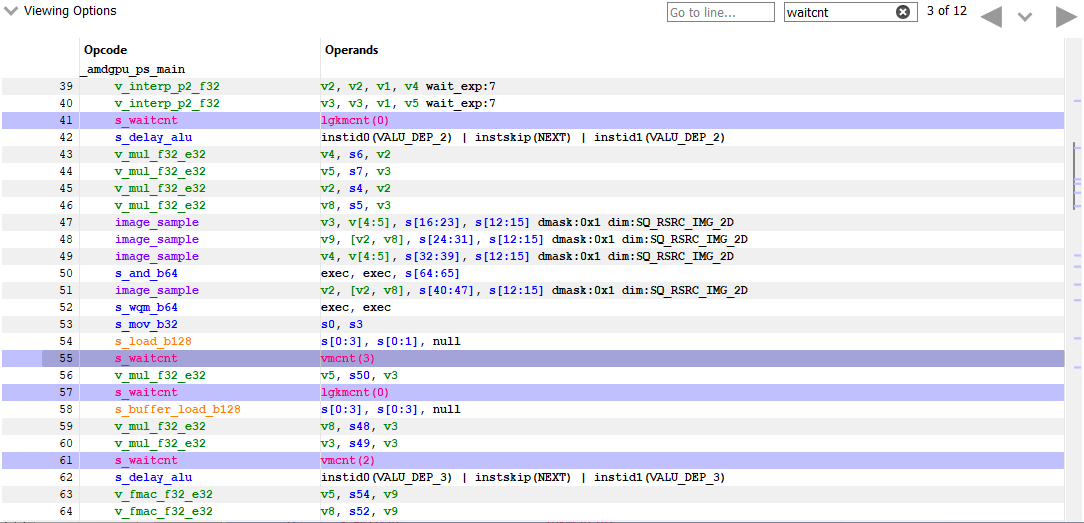 Viewing Options Go to line... waitcnt 3 of 12
Opcode Operands
_amdgpu_ps_main
39 v_interp_p2_f32 v2, v2, v1, v4 wait_exp:7
40 v_interp_p2_f32 v3, v3, v1, v5 wait_exp:7
41 s_waitcnt lgkmcnt(0)
42 s_delay_alu instid0(VALU_DEP_2) | instskip(NEXT) | instid1(VALU_DEP_2)
43 v_mul_f32_e32 v4, s6, v2
44 v_mul_f32_e32 v5, s7, v3
45 v_mul_f32_e32 v2, s4, v2
46 v_mul_f32_e32 v8, s5, v3
47 image_sample v3, v[4:5], s[16:23], s[12:15] dmask:0x1 dim:SQ_RSRC_IMG_2D
48 image_sample v9, [v2, v8], s[24:31], s[12:15] dmask:0x1 dim:SQ_RSRC_IMG_2D
49 image_sample v4, v[4:5], s[32:39], s[12:15] dmask:0x1 dim:SQ_RSRC_IMG_2D
50 s_and_b64 exec, exec, s[64:65]
51 image_sample v2, [v2, v8], s[40:47], s[12:15] dmask:0x1 dim:SQ_RSRC_IMG_2D
52 s_wqm_b64 exec, exec
53 s_mov_b32 s0, s3
54 s_load_b128 s[0:3], s[0:1], null
55 s_waitcnt vmcnt(3)
56 v_mul_f32_e32 v5, s50, v3
57 s_waitcnt lgkmcnt(0)
58 s_buffer_load_b128 s[0:3], s[0:3], null
59 v_mul_f32_e32 v8, s48, v3
60 v_mul_f32_e32 v3, s49, v3
61 s_waitcnt vmcnt(2)
62 s_delay_alu instid0(VALU_DEP_3) | instskip(NEXT) | instid1(VALU_DEP_3)
63 v_fmac_f32_e32 v5, s54, v9
64 v_fmac_f32_e32 v8, s52, v9